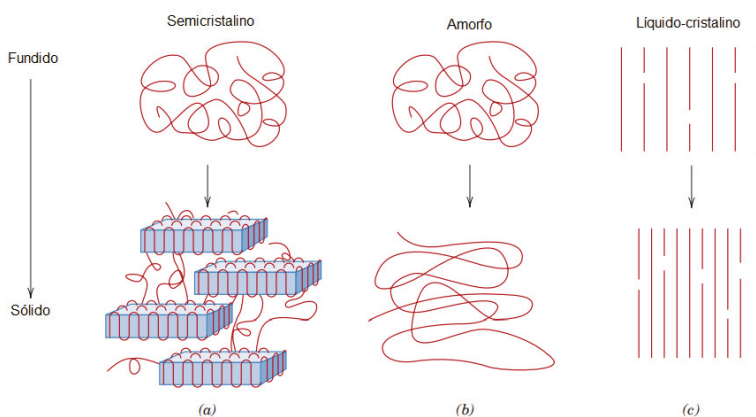 Semicristalino
Amorfo
Líquido-cristalino
Fundido
Sólido
(a)
(b)
(c)